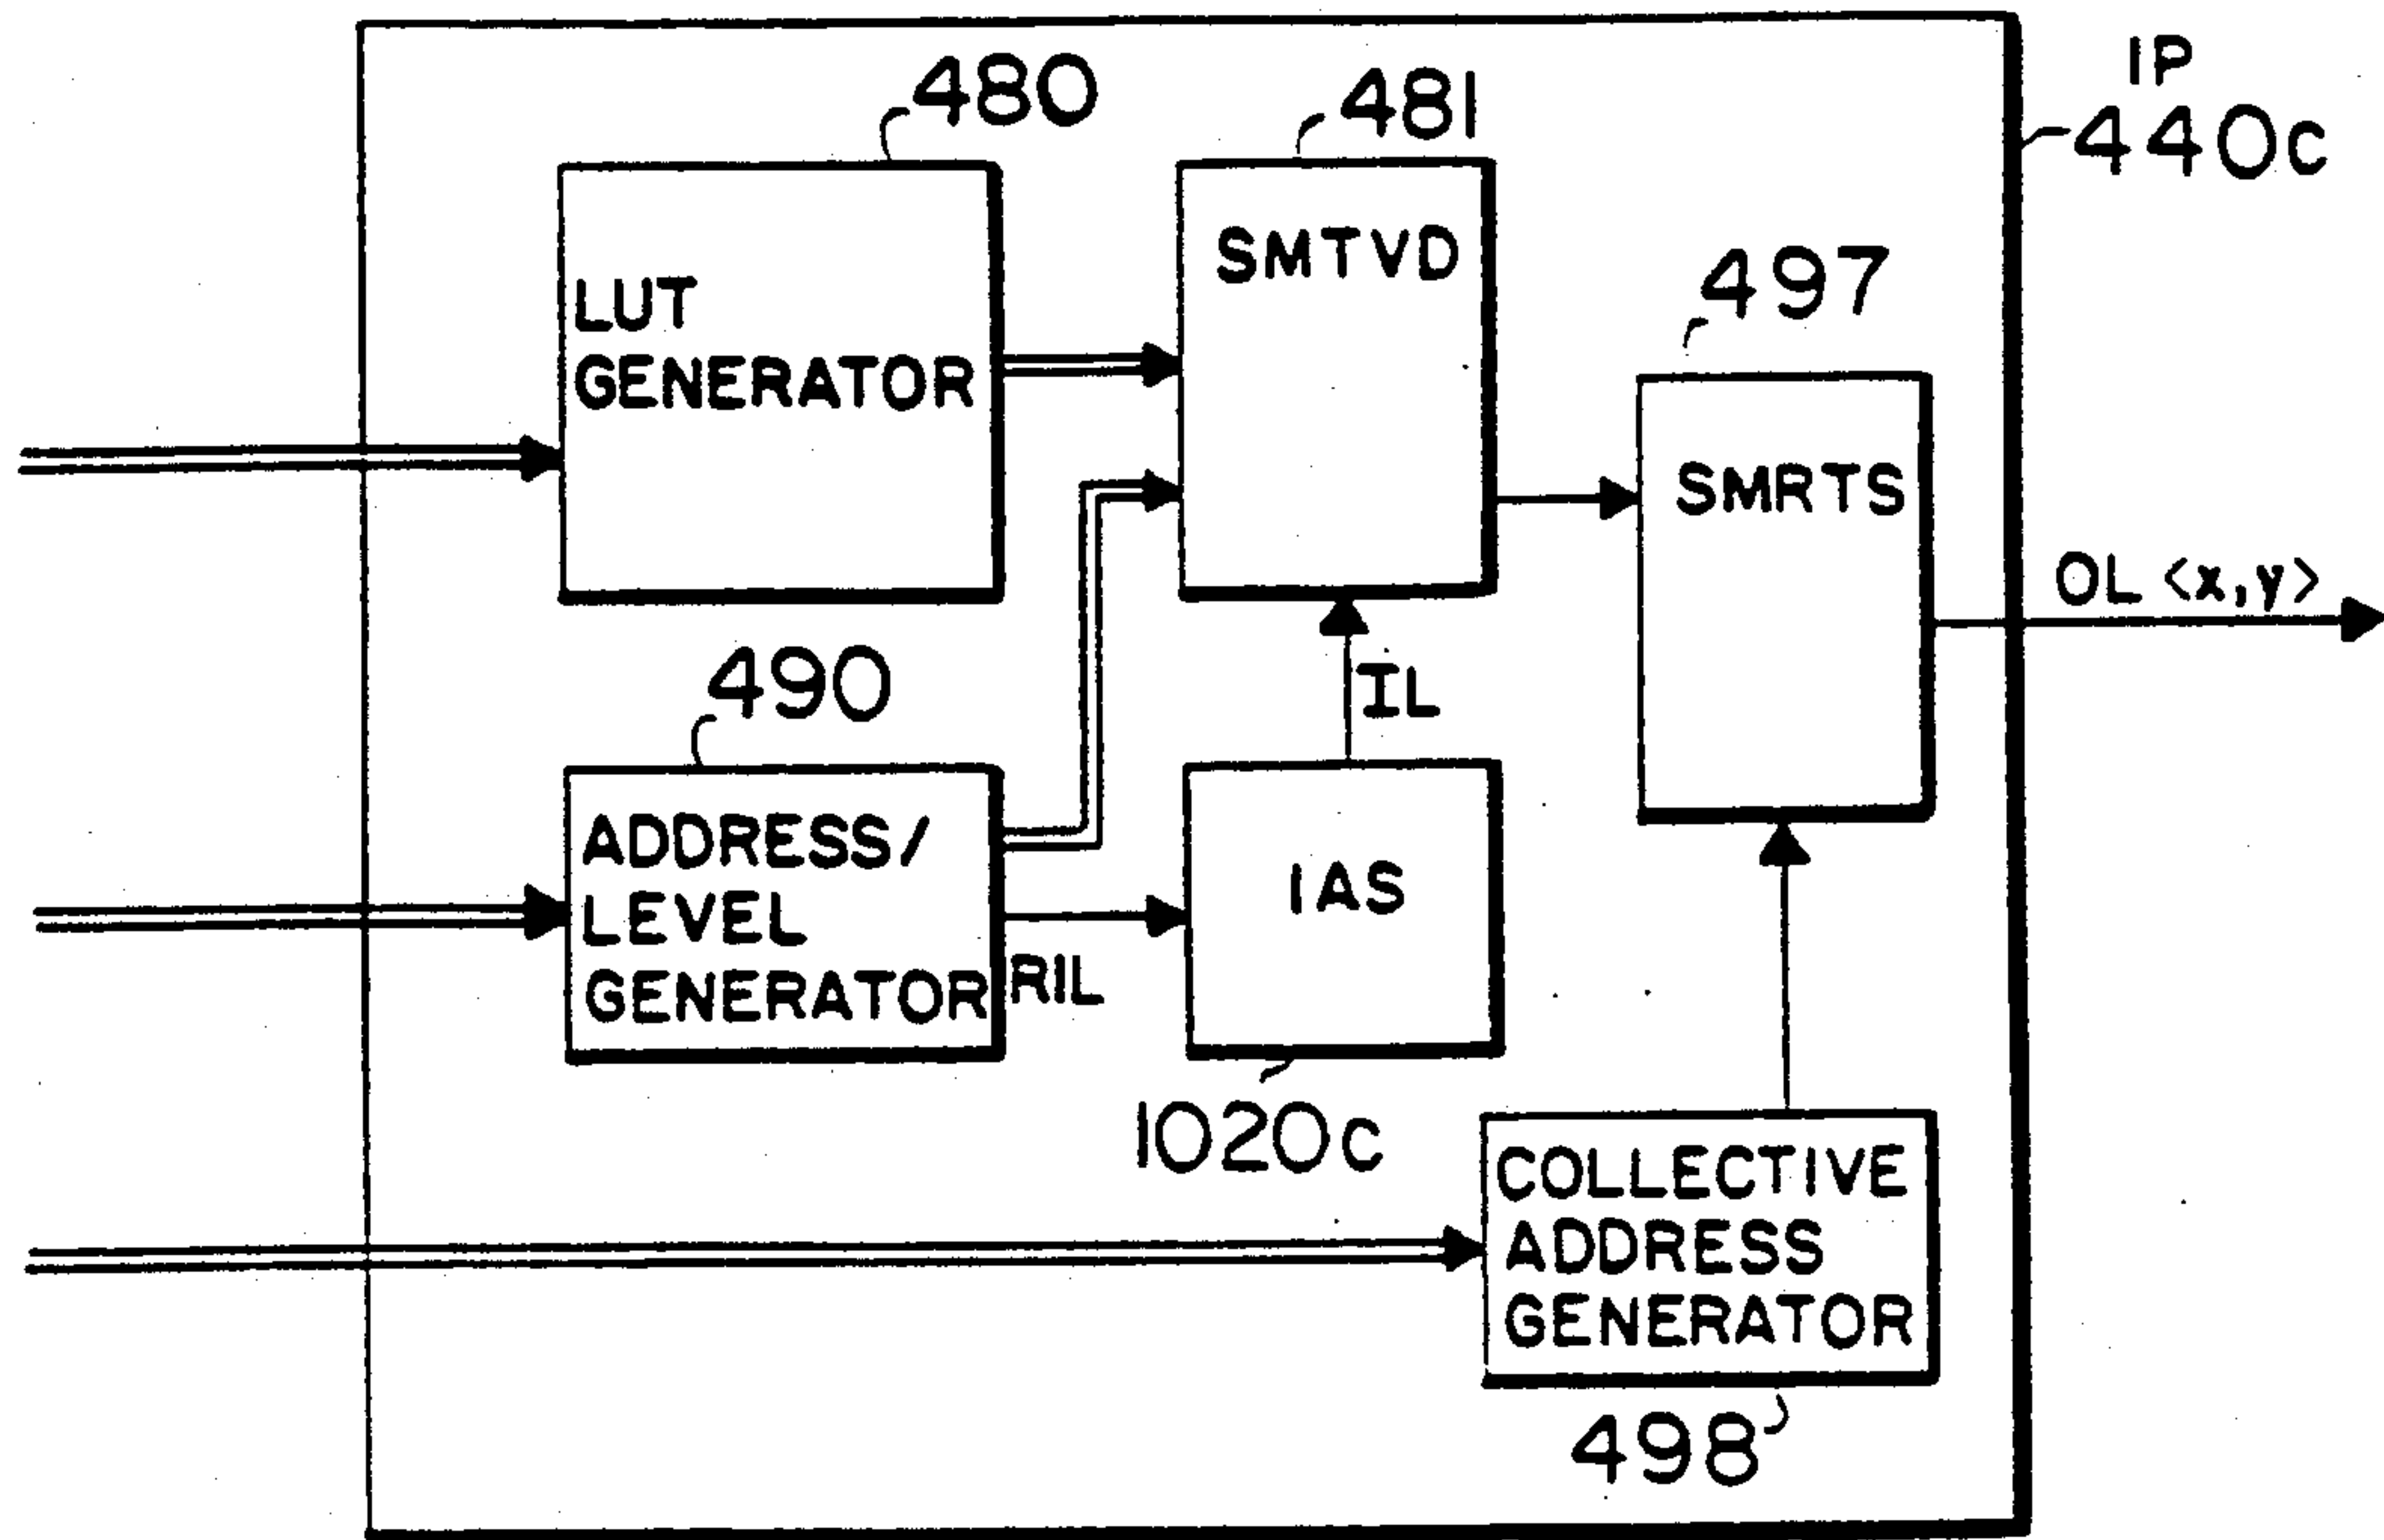 IP
440c
480
481
LUT
GENERATOR
SMTVD
497
SMRTS
OL <x,y>
490
IL
ADDRESS/
LEVEL
GENERATOR
RIL
IAS
1020c
COLLECTIVE
ADDRESS
GENERATOR
498